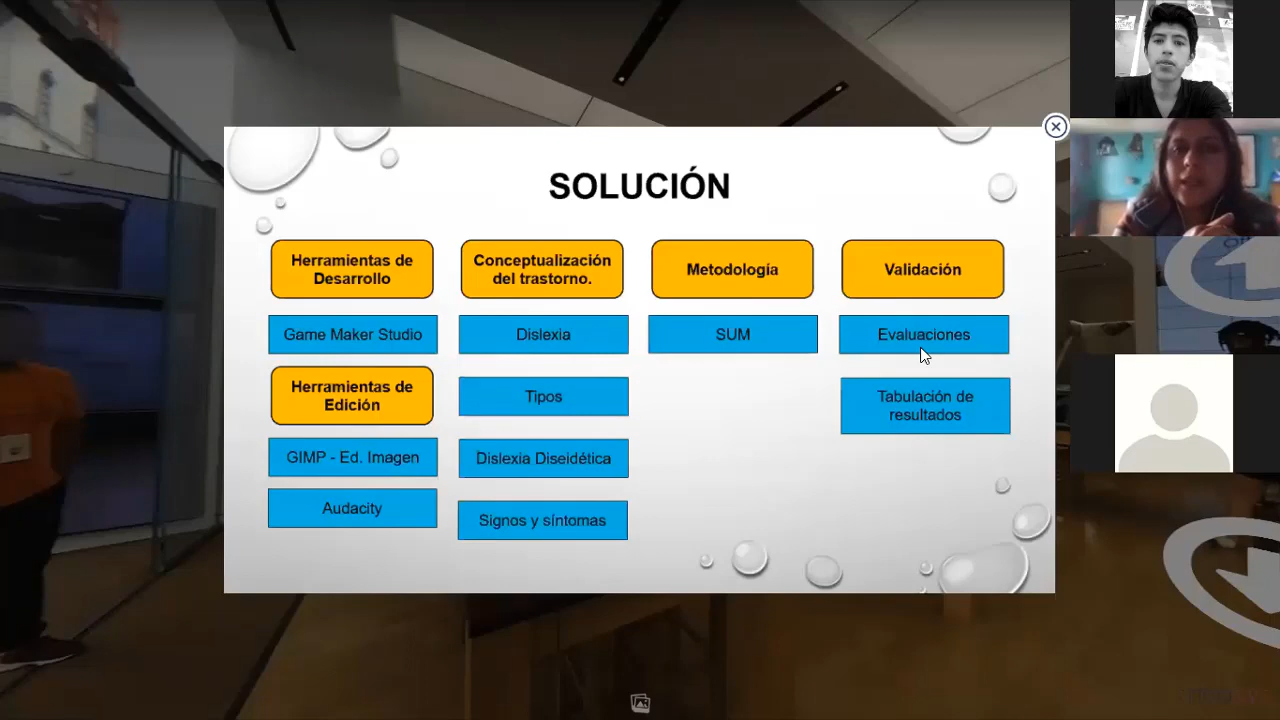 SOLUCIÓN
Herramientas de
Desarrollo
Game Maker Studio
Herramientas de
Edición
GIMP - Ed. Imagen
Audacity
Conceptualización
del trastorno.
Dislexia
Tipos
Dislexia Diseidética
Signos y síntomas
Metodología
SUM
Validación
Evaluaciones
Tabulación de
resultados